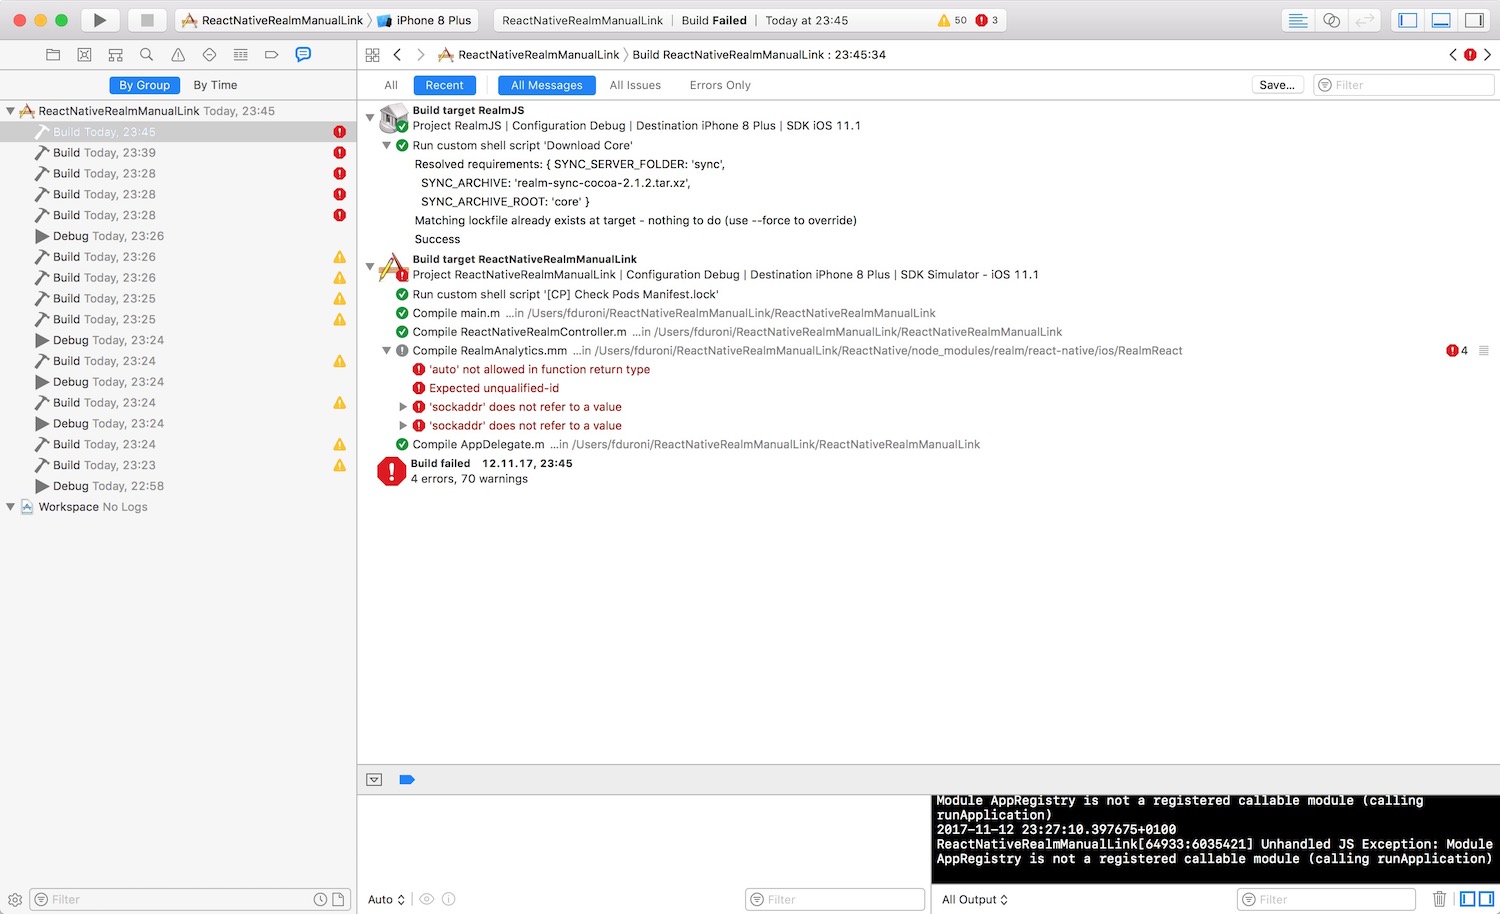 ReactNativeRealmManualLink iPhone 8 Plus
ReactNativeRealmManualLink | Build Failed | Today at 23:45
50 3
ReactNativeRealmManualLink Build ReactNativeRealmManualLink : 23:45:34
By Group By Time
All Recent All Messages All Issues Errors Only Save... Filter
ReactNativeRealmManualLink Today, 23:45
Build Today, 23:45
Build Today, 23:39
Build Today, 23:28
Build Today, 23:28
Build Today, 23:28
Debug Today, 23:26
Build Today, 23:26
Build Today, 23:26
Build Today, 23:25
Build Today, 23:25
Debug Today, 23:24
Build Today, 23:24
Debug Today, 23:24
Build Today, 23:24
Debug Today, 23:24
Build Today, 23:24
Build Today, 23:23
Debug Today, 22:58
Workspace No Logs
Build target RealmJS
Project RealmJS | Configuration Debug | Destination iPhone 8 Plus | SDK iOS 11.1
Run custom shell script 'Download Core'
Resolved requirements: { SYNC_SERVER_FOLDER: 'sync',
SYNC_ARCHIVE: 'realm-sync-cocoa-2.1.2.tar.xz',
SYNC_ARCHIVE_ROOT: 'core' }
Matching lockfile already exists at target - nothing to do (use --force to override)
Success
Build target ReactNativeRealmManualLink
Project ReactNativeRealmManualLink | Configuration Debug | Destination iPhone 8 Plus | SDK Simulator - iOS 11.1
Run custom shell script '[CP] Check Pods Manifest.lock'
Compile main.m ...in /Users/fduroni/ReactNativeRealmManualLink/ReactNativeRealmManualLink
Compile ReactNativeRealmController.m ...in /Users/fduroni/ReactNativeRealmManualLink/ReactNativeRealmManualLink
Compile RealmAnalytics.mm ...in /Users/fduroni/ReactNativeRealmManualLink/ReactNative/node_modules/realm/react-native/ios/RealmReact 4
'auto' not allowed in function return type
Expected unqualified-id
'sockaddr' does not refer to a value
'sockaddr' does not refer to a value
Compile AppDelegate.m ...in /Users/fduroni/ReactNativeRealmManualLink/ReactNativeRealmManualLink
Build failed 12.11.17, 23:45
4 errors, 70 warnings
Module AppRegistry is not a registered callable module (calling
runApplication)
2017-11-12 23:27:10.397675+0100
ReactNativeRealmManualLink[64933:6035421] Unhandled JS Exception: Module
AppRegistry is not a registered callable module (calling runApplication)
Filter
Auto Filter
All Output Filter